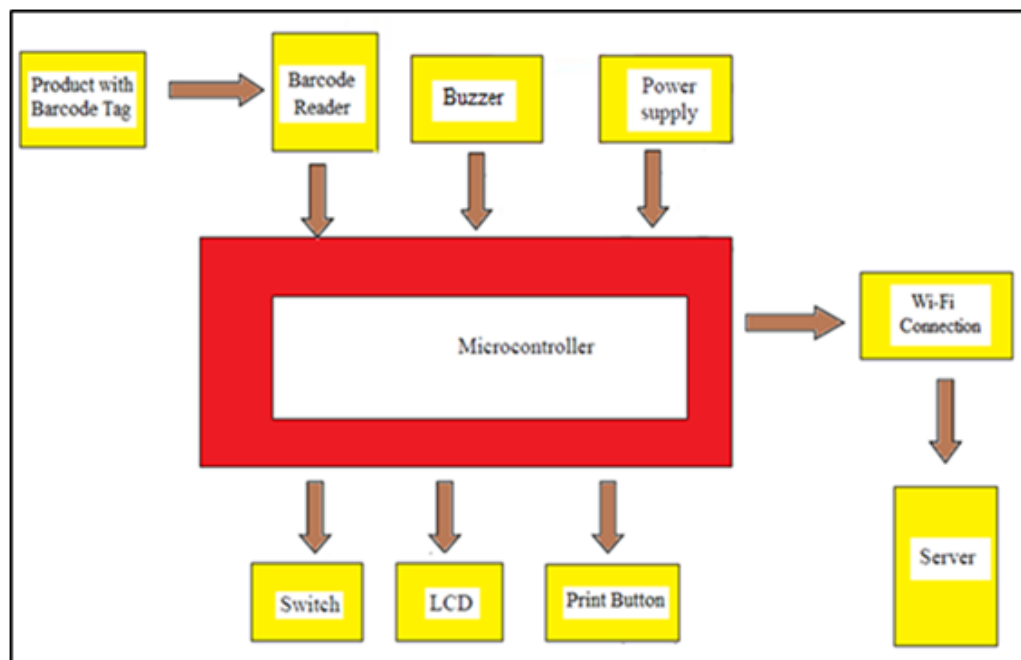 Product with
Barcode Tag
Barcode
Reader
Buzzer
Power
supply
Microcontroller
Wi-Fi
Connection
Switch
LCD
Print Button
Server